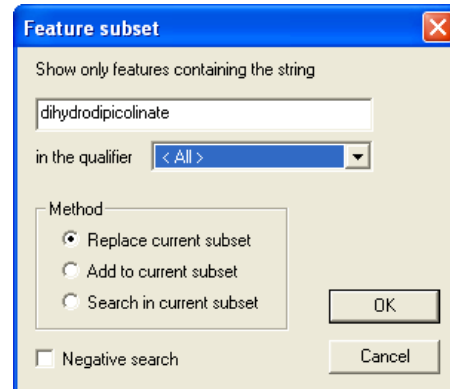 Feature subset
Show only features containing the string
dihydrodipicolinate
in the qualifier < All >
Method
Replace current subset
Add to current subset
Search in current subset
OK
Negative search
Cancel